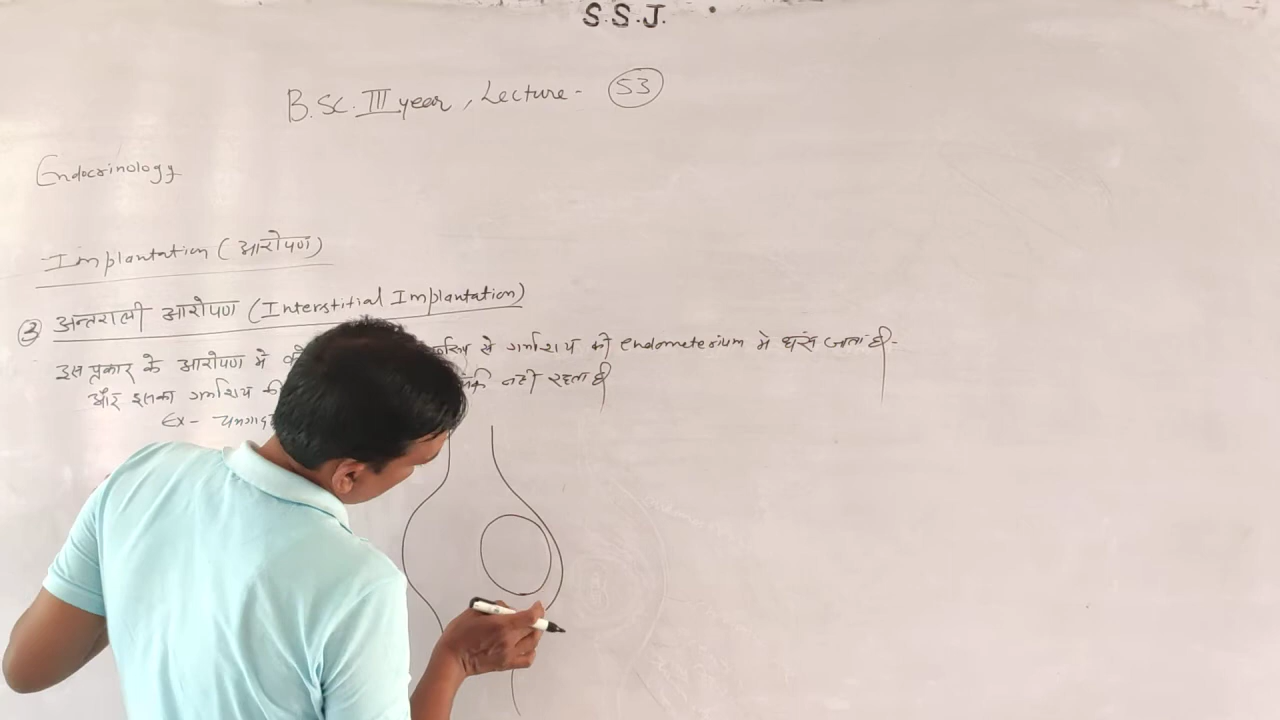 S.S.J.
B.Sc. III year, Lecture - 53
Endocrinology
Implantation (आरोपण)
3 अन्तराली आरोपण (Interstitial Implantation)
इस प्रकार के आरोपण मे से गर्भाशय की endometerium मे धंस जाता है -
और इसका गर्भाशय की नही रहता है
Ex -